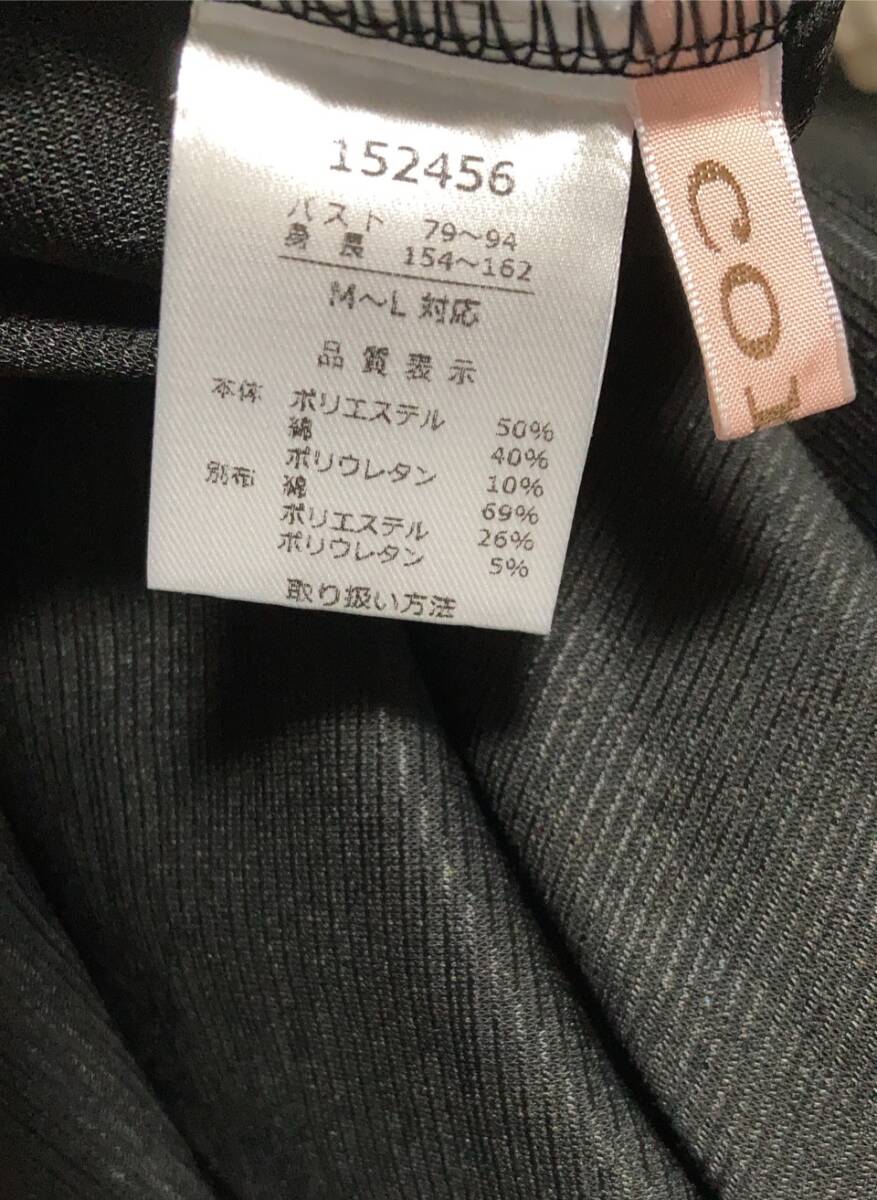 152456
バスト 79～94
身長 154～162
M～L 対応
品質表示
本体 ポリエステル 50%
綿 40%
ポリウレタン 10%
別布 綿 69%
ポリエステル 26%
ポリウレタン 5%
取り扱い方法
CO